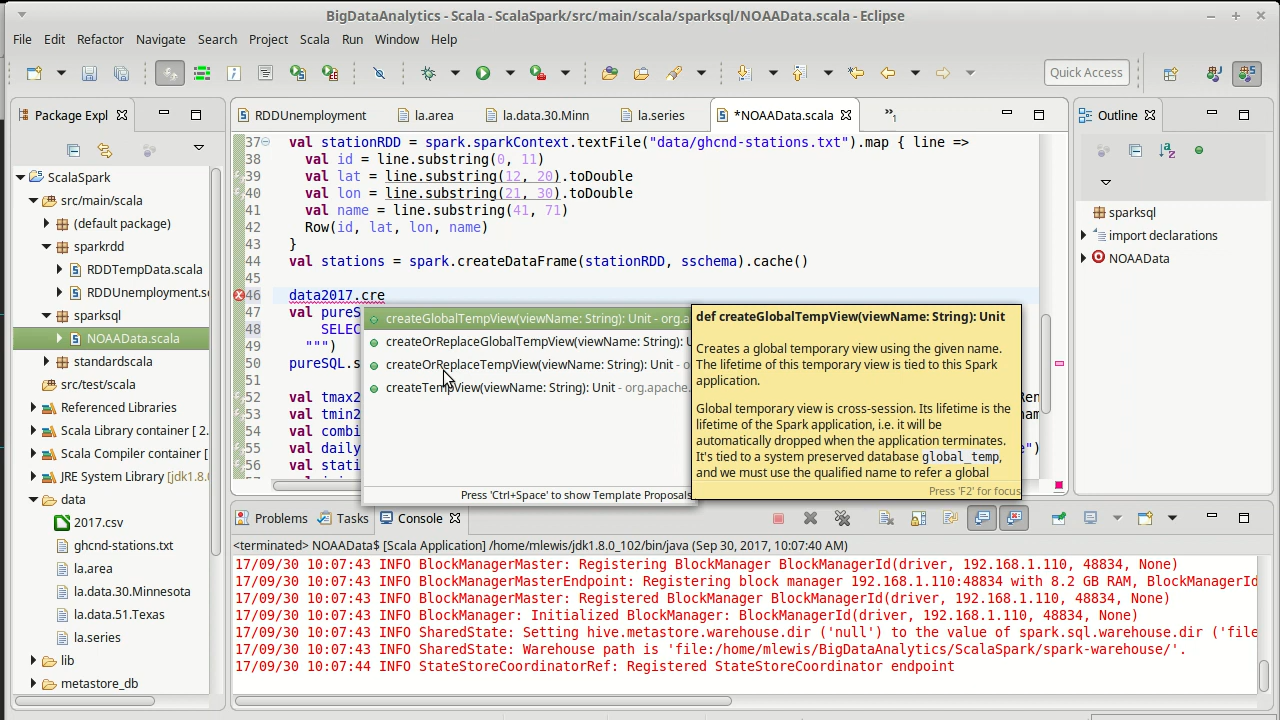 BigDataAnalytics - Scala - ScalaSpark/src/main/scala/sparksql/NOAAData.scala - Eclipse
File Edit Refactor Navigate Search Project Scala Run Window Help
Quick Access
Package Expl
ScalaSpark
src/main/scala
(default package)
sparkrdd
RDDTempData.scala
RDDUnemployment.s
sparksql
NOAAData.scala
standardscala
src/test/scala
Referenced Libraries
Scala Library container [ 2.
Scala Compiler container [
JRE System Library [jdk1.8.0
data
2017.csv
ghcnd-stations.txt
la.area
la.data.30.Minnesota
la.data.51.Texas
la.series
lib
metastore_db
RDDUnemployment la.area la.data.30.Minn la.series *NOAAData.scala »1
37 val stationRDD = spark.sparkContext.textFile("data/ghcnd-stations.txt").map { line =>
38 val id = line.substring(0, 11)
39 val lat = line.substring(12, 20).toDouble
40 val lon = line.substring(21, 30).toDouble
41 val name = line.substring(41, 71)
42 Row(id, lat, lon, name)
43 }
44 val stations = spark.createDataFrame(stationRDD, sschema).cache()
45
46 data2017.cre
47 val pureS
48 SELEC
49 """)
50 pureSQL.s
51
52 val tmax2
53 val tmin2
54 val combi
55 val daily
56 val stati
createGlobalTempView(viewName: String): Unit - org.a
createOrReplaceGlobalTempView(viewName: String): U
createOrReplaceTempView(viewName: String): Unit - o
createTempView(viewName: String): Unit - org.apache.
Press 'Ctrl+Space' to show Template Proposals
def createGlobalTempView(viewName: String): Unit
Creates a global temporary view using the given name.
The lifetime of this temporary view is tied to this Spark
application.
Global temporary view is cross-session. Its lifetime is the
lifetime of the Spark application, i.e. it will be
automatically dropped when the application terminates.
It's tied to a system preserved database global_temp,
and we must use the qualified name to refer a global
Press 'F2' for focus
Outline
sparksql
import declarations
NOAAData
Problems Tasks Console
<terminated> NOAAData$ [Scala Application] /home/mlewis/jdk1.8.0_102/bin/java (Sep 30, 2017, 10:07:40 AM)
17/09/30 10:07:43 INFO BlockManagerMaster: Registering BlockManager BlockManagerId(driver, 192.168.1.110, 48834, None)
17/09/30 10:07:43 INFO BlockManagerMasterEndpoint: Registering block manager 192.168.1.110:48834 with 8.2 GB RAM, BlockManagerId
17/09/30 10:07:43 INFO BlockManagerMaster: Registered BlockManager BlockManagerId(driver, 192.168.1.110, 48834, None)
17/09/30 10:07:43 INFO BlockManager: Initialized BlockManager: BlockManagerId(driver, 192.168.1.110, 48834, None)
17/09/30 10:07:43 INFO SharedState: Setting hive.metastore.warehouse.dir ('null') to the value of spark.sql.warehouse.dir ('file
17/09/30 10:07:43 INFO SharedState: Warehouse path is 'file:/home/mlewis/BigDataAnalytics/ScalaSpark/spark-warehouse/'.
17/09/30 10:07:44 INFO StateStoreCoordinatorRef: Registered StateStoreCoordinator endpoint